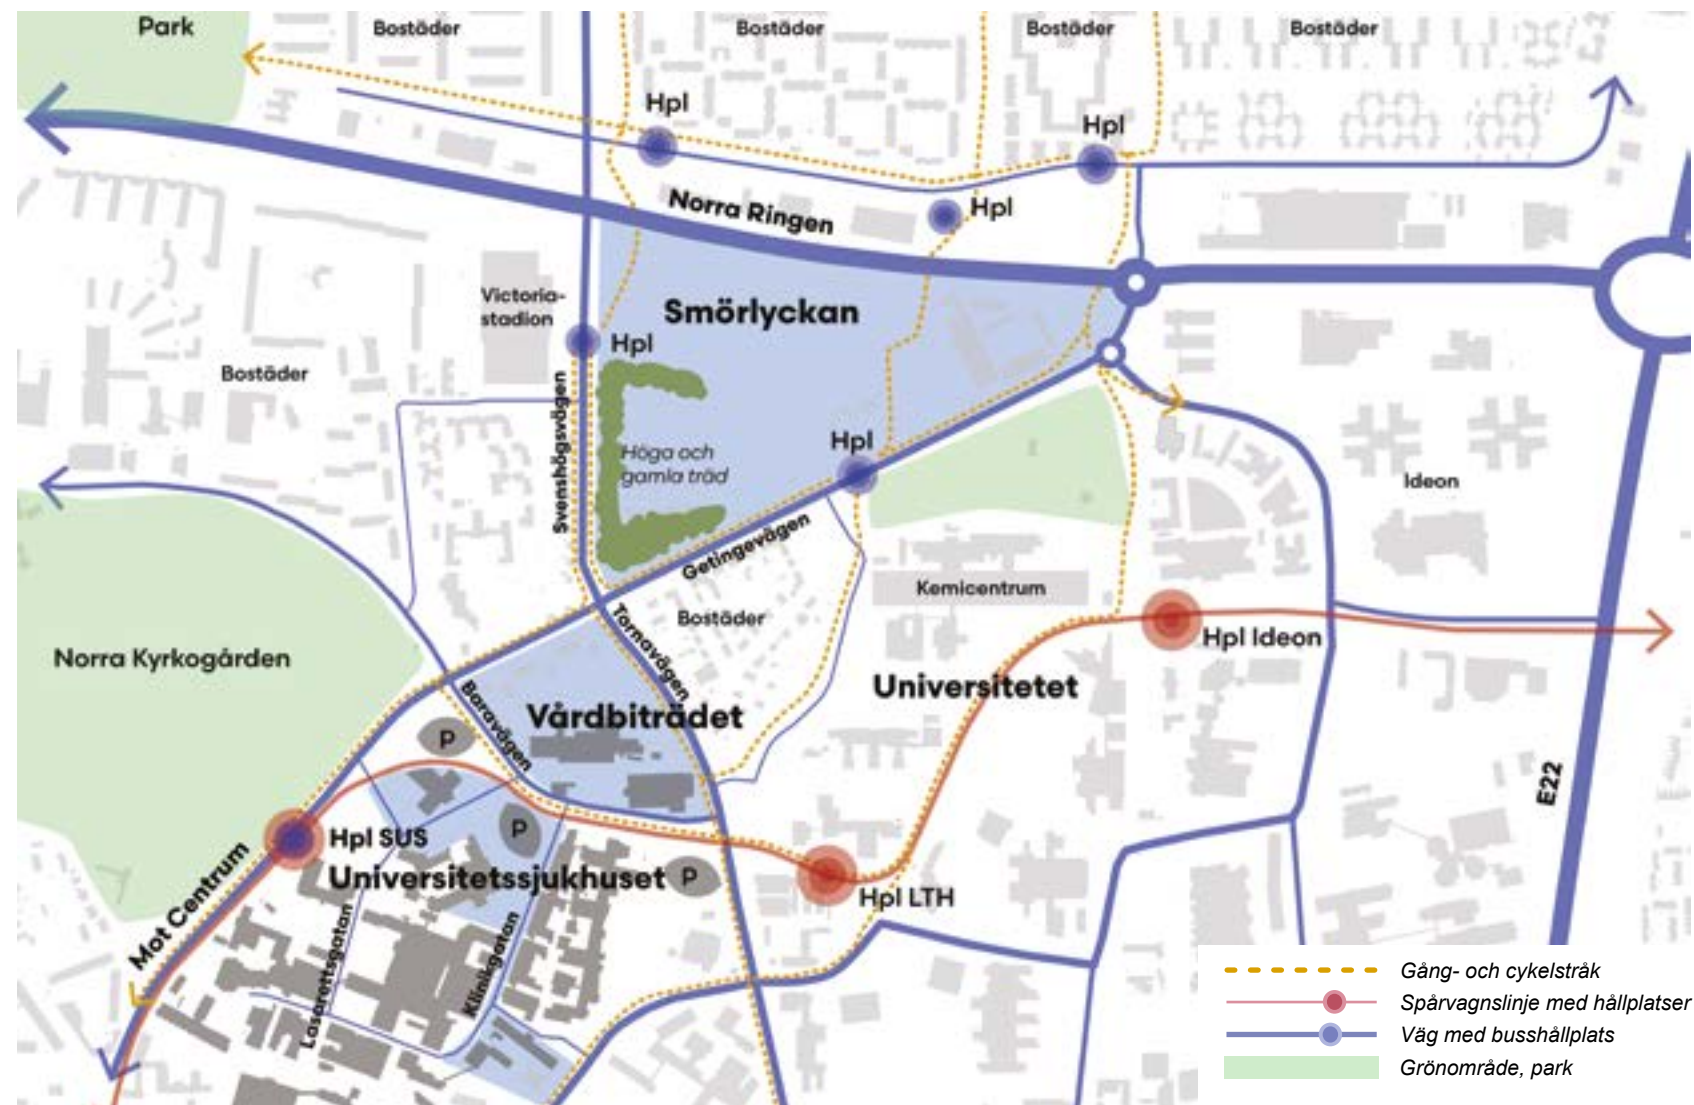 Park
Bostäder
Bostäder
Bostäder
Bostäder
Hpl
Hpl
Hpl
Norra Ringen
Victoria-
stadion
Smörlyckan
Hpl
Bostäder
Svenshögsvägen
Höga och
gamla träd
Hpl
Getingevägen
Ideon
Kemicentrum
Bostäder
Tornavägen
Hpl Ideon
Norra Kyrkogården
Universitetet
Baravägen
Vårdbiträdet
P
P
P
E22
Hpl SUS
Universitetssjukhuset
Hpl LTH
Mot Centrum
Lasarettsgatan
Klinikgatan
Gång- och cykelstråk
Spårvagnslinje med hållplatser
Väg med busshållplats
Grönområde, park